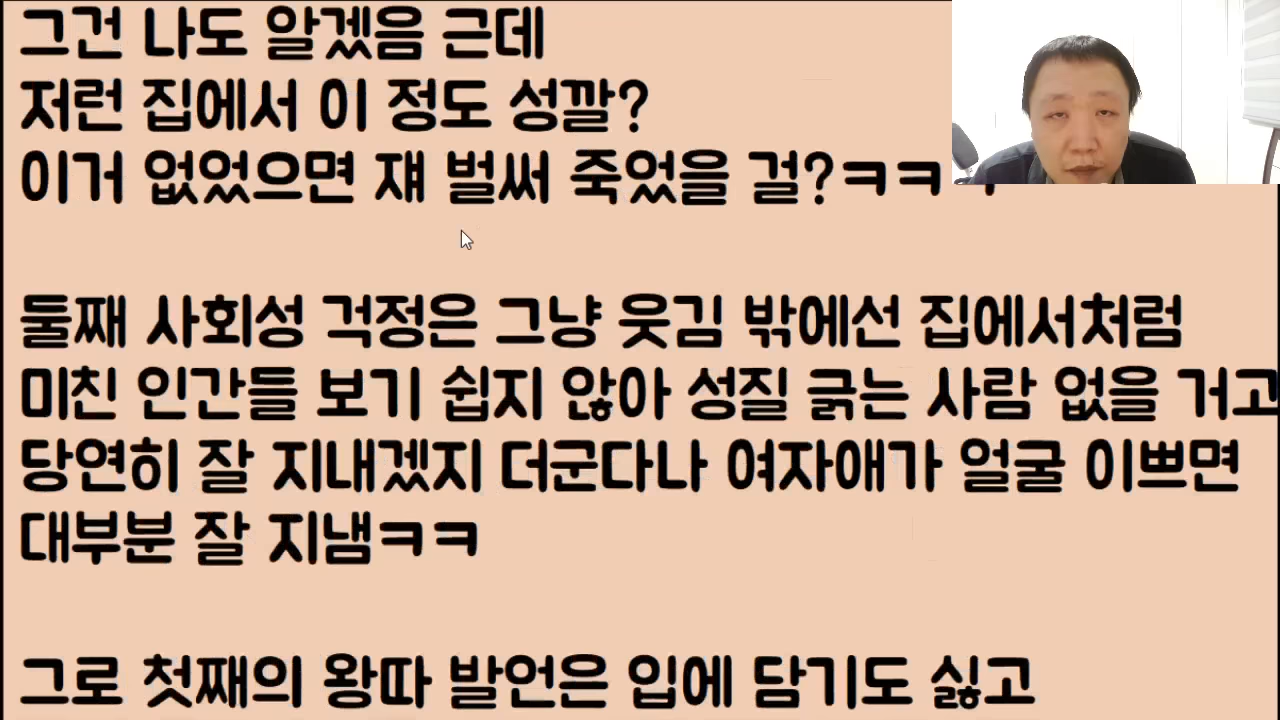 그건 나도 알겠음 근데
저런 집에서 이 정도 성깔?
이거 없었으면 쟤 벌써 죽었을 걸?ㅋㅋ
둘째 사회성 걱정은 그냥 웃김 밖에선 집에서처럼
미친 인간들 보기 쉽지 않아 성질 긁는 사람 없을 거고
당연히 잘 지내겠지 더군다나 여자애가 얼굴 이쁘면
대부분 잘 지냄ㅋㅋ
그로 첫째의 왕따 발언은 입에 담기도 싫고